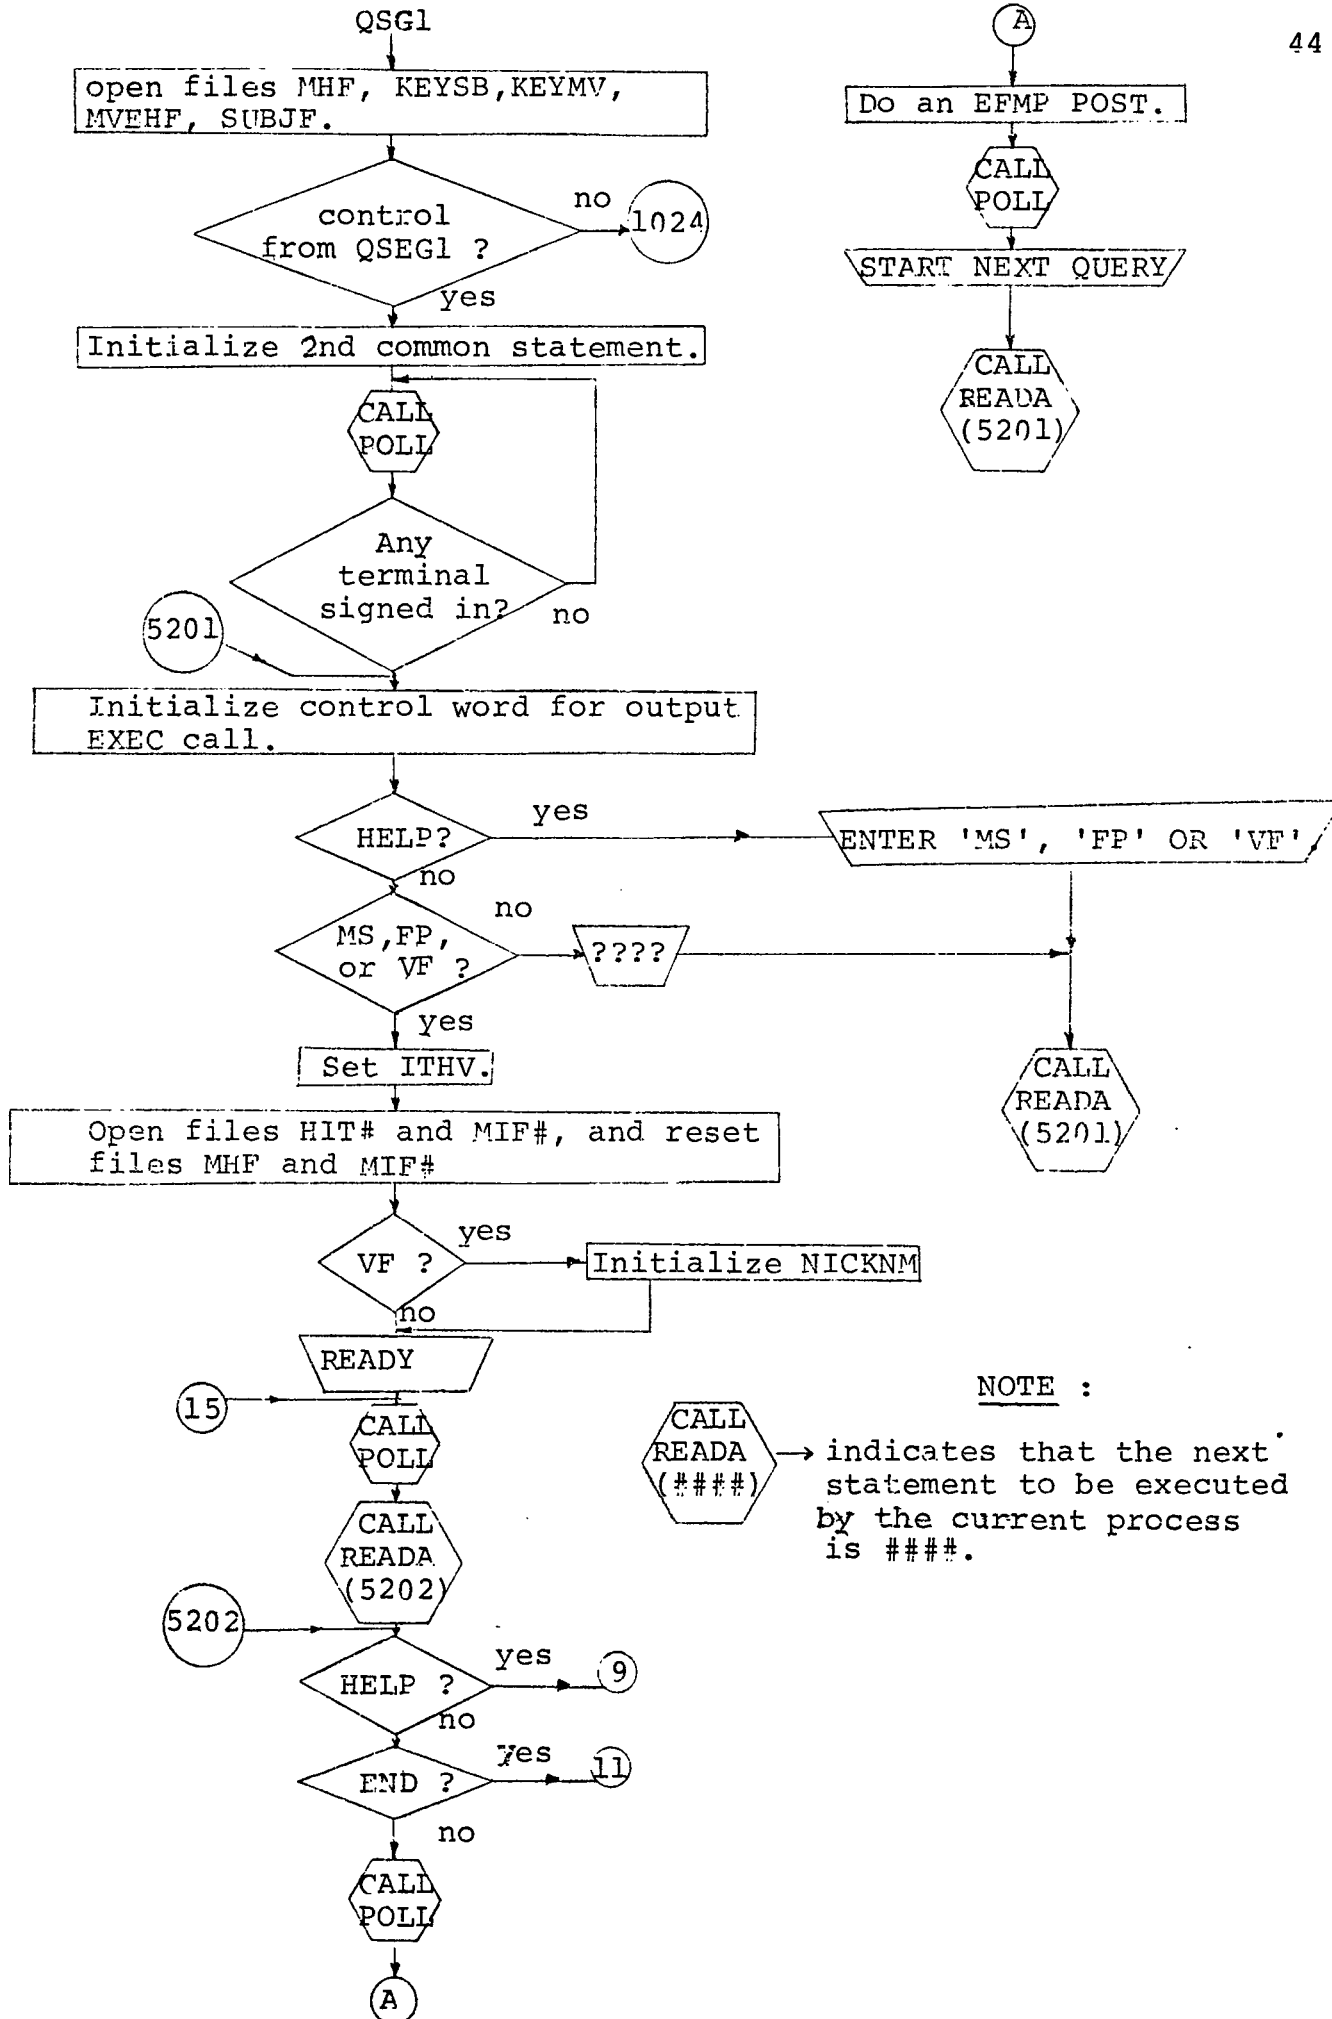 44
QSG1
open files MHF, KEYSB,KEYMV,
MVEHF, SUBJF.
control
from QSEG1 ?
no
1024
yes
Initialize 2nd common statement.
CALL
POLL
Any
terminal
signed in?
no
5201
Initialize control word for output
EXEC call.
HELP?
yes
ENTER 'MS', 'FP' OR 'VF'.
no
MS,FP,
or VF ?
no
????
yes
CALL
READA
(5201)
Set ITHV.
Open files HIT# and MIF#, and reset
files MHF and MIF#
VF ?
yes
Initialize NICKNM
no
READY
15
CALL
POLL
CALL
READA
(5202)
5202
HELP ?
yes
9
no
END ?
yes
11
no
CALL
POLL
A
A
Do an EFMP POST.
CALL
POLL
START NEXT QUERY
CALL
READA
(5201)
NOTE :
CALL
READA
(####)
indicates that the next
statement to be executed
by the current process
is ####.